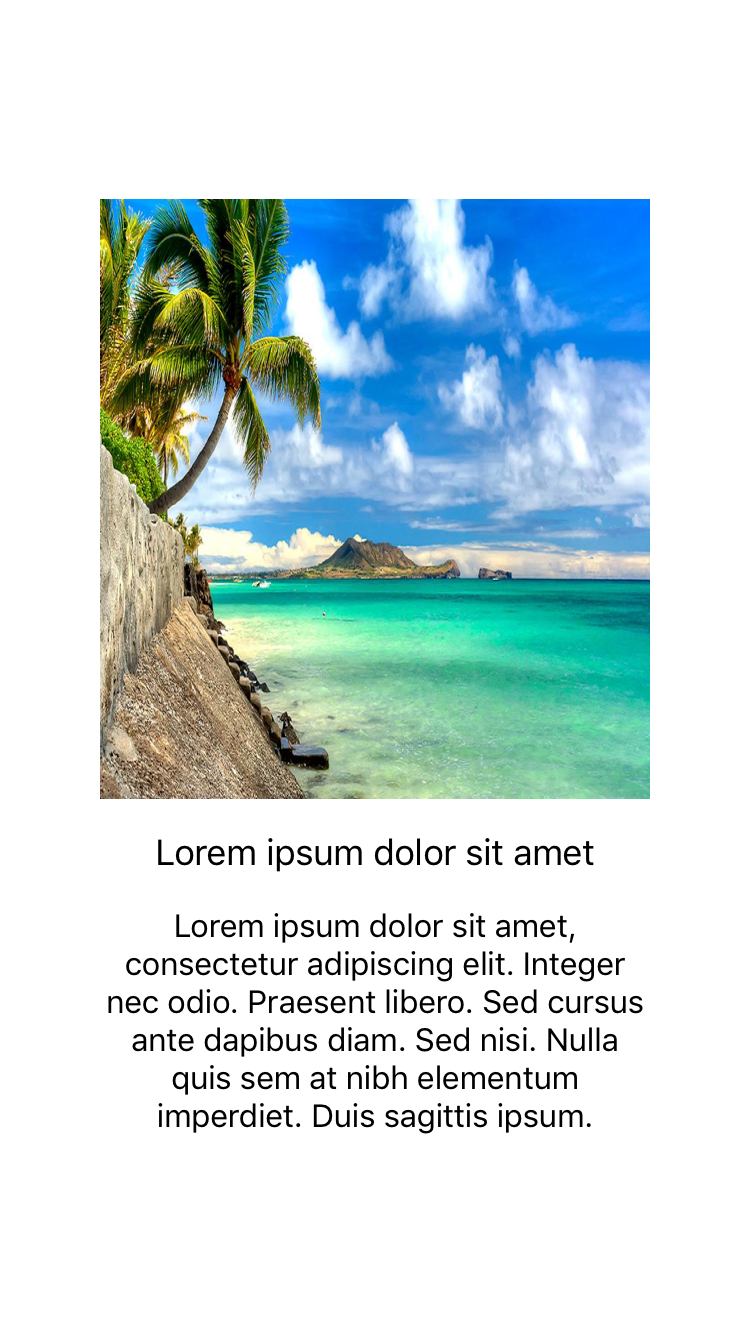 Lorem ipsum dolor sit amet
Lorem ipsum dolor sit amet,
consectetur adipiscing elit. Integer
nec odio. Praesent libero. Sed cursus
ante dapibus diam. Sed nisi. Nulla
quis sem at nibh elementum
imperdiet. Duis sagittis ipsum.